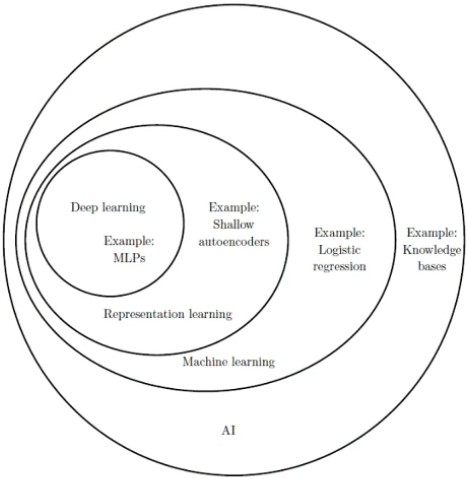 Deep learning
Example:
MLPs
Example:
Shallow
autoencoders
Example:
Logistic
regression
Example:
Knowledge
bases
Representation learning
Machine learning
AI